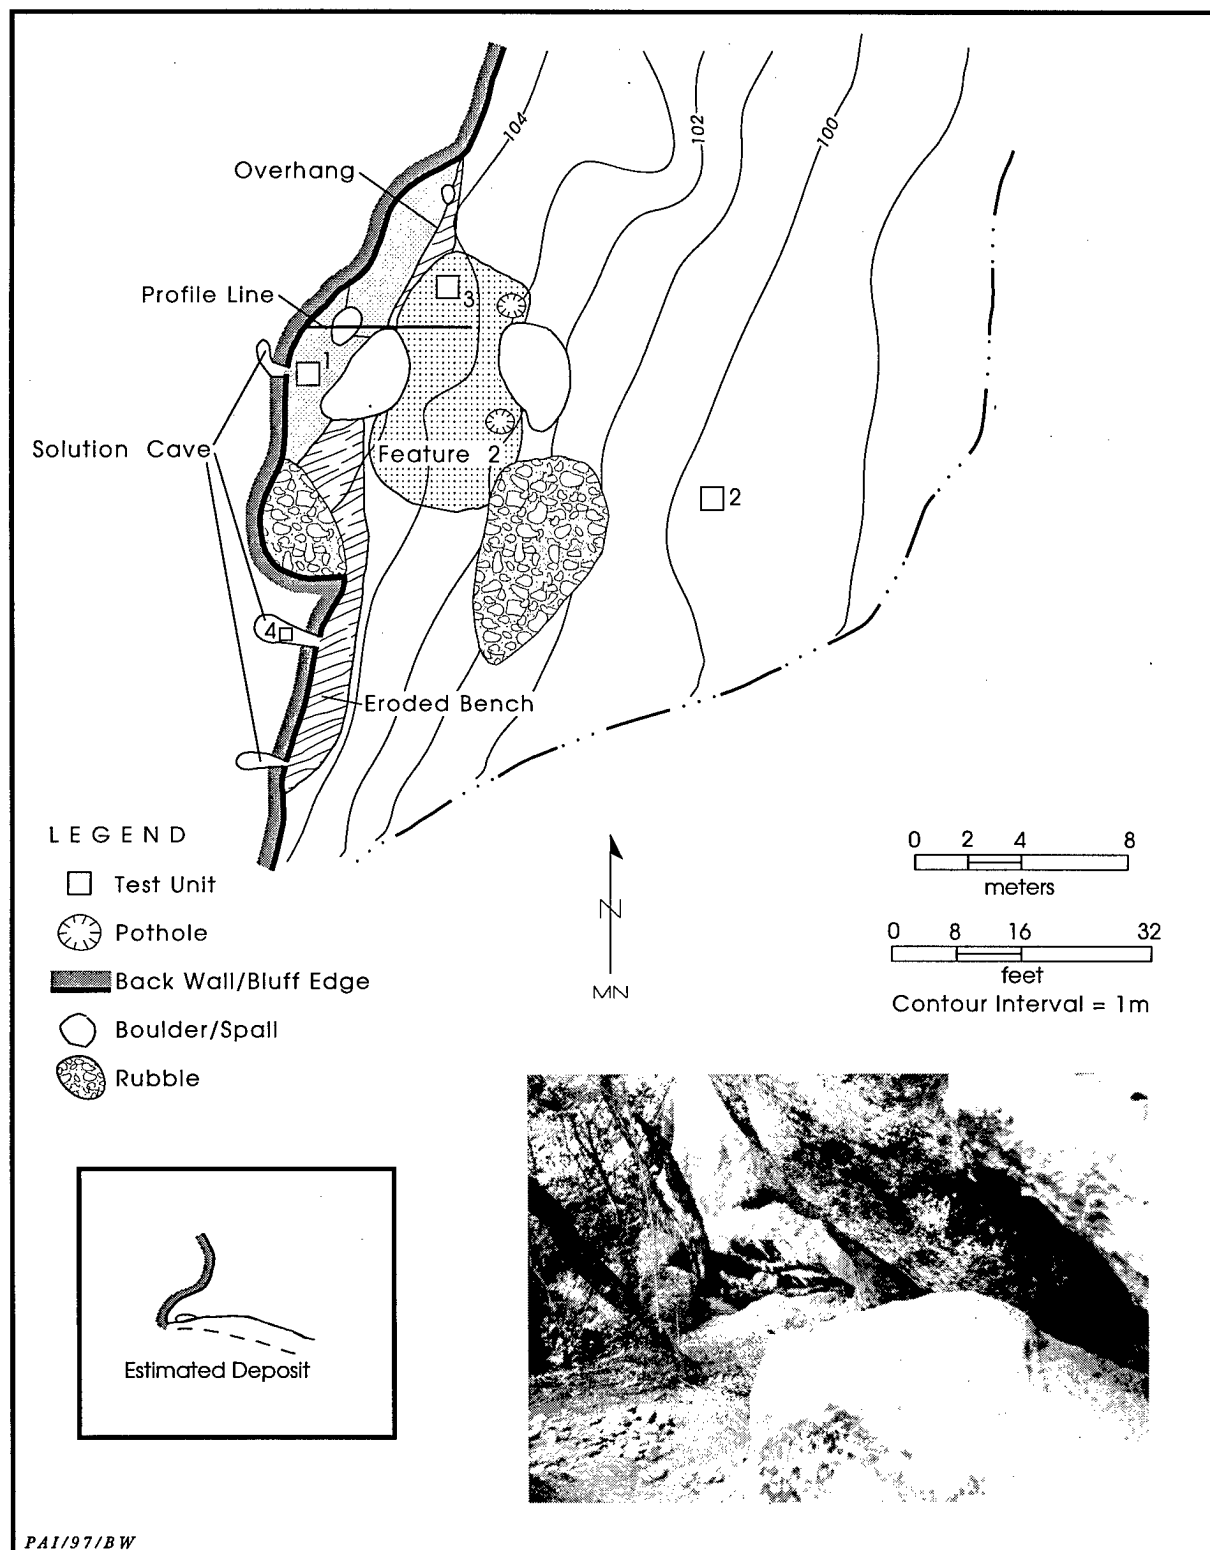 104
102
100
Overhang
Profile Line
3
1
Solution Cave
Feature 2
2
4
Eroded Bench
LEGEND
Test Unit
Pothole
Back Wall/Bluff Edge
Boulder/Spall
Rubble
N
MN
0 2 4 8
meters
0 8 16 32
feet
Contour Interval = 1m
Estimated Deposit
PAI/97/BW